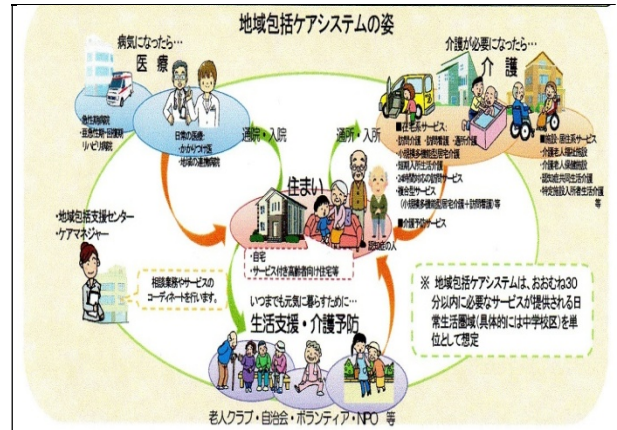 地域包括ケアシステムの姿
病気になったら…
医 療
・急性期病院
・亜急性期・回復期
リハビリ病院
日常の医療:
・かかりつけ医
・地域の連携病院
通院・入院
通所・入所
介護が必要になったら…
介 護
■在宅系サービス:
・訪問介護 ・訪問看護 ・通所介護
・小規模多機能型居宅介護
・短期入所生活介護
・24時間対応の訪問サービス
・複合型サービス
(小規模多機能型居宅介護+訪問看護)等
■介護予防サービス
■施設・居住系サービス
・介護老人福祉施設
・介護老人保健施設
・認知症共同生活介護
・特定施設入所者生活介護
等
住まい
認知症の人
・自宅
・サービス付き高齢者向け住宅等
・地域包括支援センター
・ケアマネジャー
相談業務やサービスの
コーディネートを行います。
いつまでも元気に暮らすために…
生活支援・介護予防
老人クラブ・自治会・ボランティア・NPO 等
※ 地域包括ケアシステムは、おおむね30
分以内に必要なサービスが提供される日
常生活圏域(具体的には中学校区)を単
位として想定